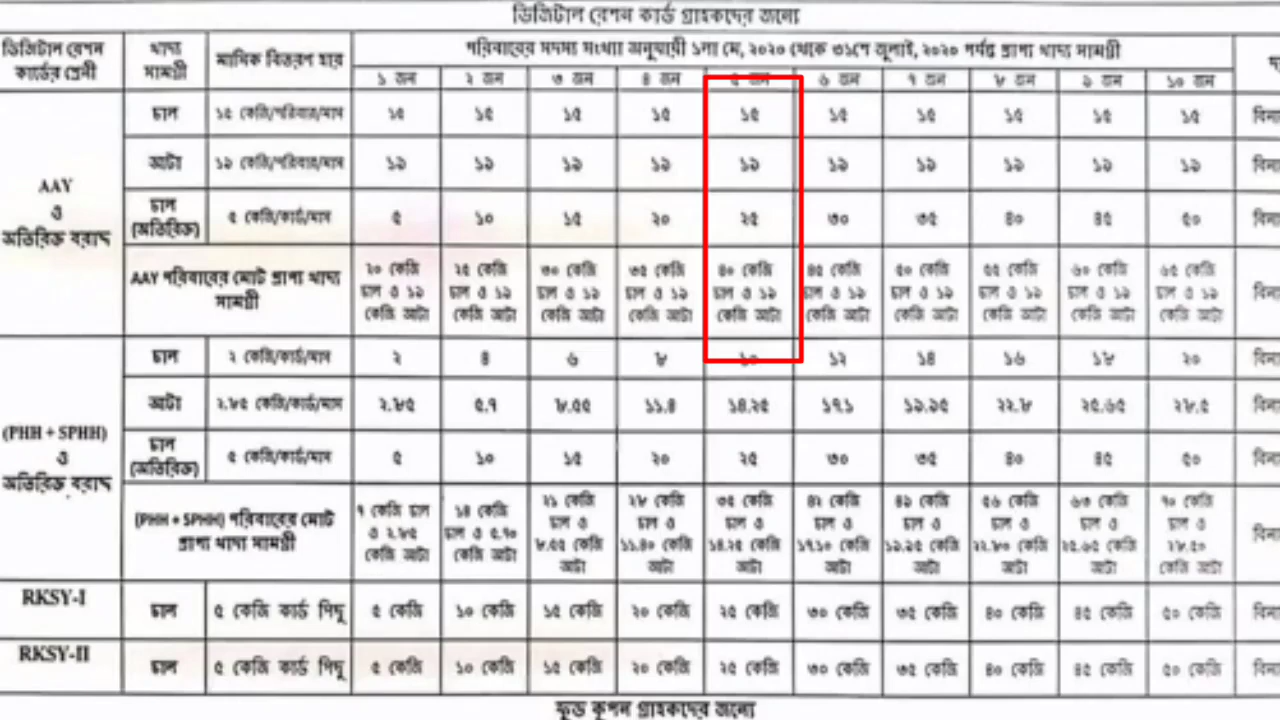 ডিজিটাল রেশন কার্ড গ্রাহকদের জন্যে
ডিজিটাল রেশন কার্ডের শ্রেনী খাদ্য সামগ্রী মাসিক বিতরণ হার পরিবারের সদস্য সংখ্যা অনুযায়ী ১লা মে, ২০২০ থেকে ৩১শে জুলাই, ২০২০ পর্যন্ত প্রাপ্য খাদ্য সামগ্রী
১ জন ২ জন ৩ জন ৪ জন ৫ জন ৬ জন ৭ জন ৮ জন ৯ জন ১০ জন
AAY ও অতিরিক্ত বরাদ্দ
চাল ১৫ কেজি/পরিবার/মাস ১৫ ১৫ ১৫ ১৫ ১৫ ১৫ ১৫ ১৫ ১৫ ১৫
আটা ১৯ কেজি/পরিবার/মাস ১৯ ১৯ ১৯ ১৯ ১৯ ১৯ ১৯ ১৯ ১৯ ১৯
চাল (অতিরিক্ত) ৫ কেজি/কার্ড/মাস ৫ ১০ ১৫ ২০ ২৫ ৩০ ৩৫ ৪০ ৪৫ ৫০
AAY পরিবারের মোট প্রাপ্য খাদ্য সামগ্রী ২০ কেজি চাল ও ১৯ কেজি আটা ২৫ কেজি চাল ও ১৯ কেজি আটা ৩০ কেজি চাল ও ১৯ কেজি আটা ৩৫ কেজি চাল ও ১৯ কেজি আটা ৪০ কেজি চাল ও ১৯ কেজি আটা ৪৫ কেজি চাল ও ১৯ কেজি আটা ৫০ কেজি চাল ও ১৯ কেজি আটা ৫৫ কেজি চাল ও ১৯ কেজি আটা ৬০ কেজি চাল ও ১৯ কেজি আটা ৬৫ কেজি চাল ও ১৯ কেজি আটা
(PHH + SPHH) ও অতিরিক্ত বরাদ্দ
চাল ২ কেজি/কার্ড/মাস ২ ৪ ৬ ৮ ১০ ১২ ১৪ ১৬ ১৮ ২০
আটা ২.৮৫ কেজি/কার্ড/মাস ২.৮৫ ৫.৭ ৮.৫৫ ১১.৪ ১৪.২৫ ১৭.১ ১৯.৯৫ ২২.৮ ২৫.৬৫ ২৮.৫
চাল (অতিরিক্ত) ৫ কেজি/কার্ড/মাস ৫ ১০ ১৫ ২০ ২৫ ৩০ ৩৫ ৪০ ৪৫ ৫০
(PHH + SPHH) পরিবারের মোট প্রাপ্য খাদ্য সামগ্রী ৭ কেজি চাল ও ২.৮৫ কেজি আটা ১৪ কেজি চাল ও ৫.৭০ কেজি আটা ২১ কেজি চাল ও ৮.৫৫ কেজি আটা ২৮ কেজি চাল ও ১১.৪০ কেজি আটা ৩৫ কেজি চাল ও ১৪.২৫ কেজি আটা ৪২ কেজি চাল ও ১৭.১০ কেজি আটা ৪৯ কেজি চাল ও ১৯.৯৫ কেজি আটা ৫৬ কেজি চাল ও ২২.৮০ কেজি আটা ৬৩ কেজি চাল ও ২৫.৬৫ কেজি আটা ৭০ কেজি চাল ও ২৮.৫০ কেজি আটা
RKSY-I চাল ৫ কেজি কার্ড পিছু ৫ কেজি ১০ কেজি ১৫ কেজি ২০ কেজি ২৫ কেজি ৩০ কেজি ৩৫ কেজি ৪০ কেজি ৪৫ কেজি ৫০ কেজি
RKSY-II চাল ৫ কেজি কার্ড পিছু ৫ কেজি ১০ কেজি ১৫ কেজি ২০ কেজি ২৫ কেজি ৩০ কেজি ৩৫ কেজি ৪০ কেজি ৪৫ কেজি ৫০ কেজি
ফুড কুপন গ্রাহকদের জন্যে